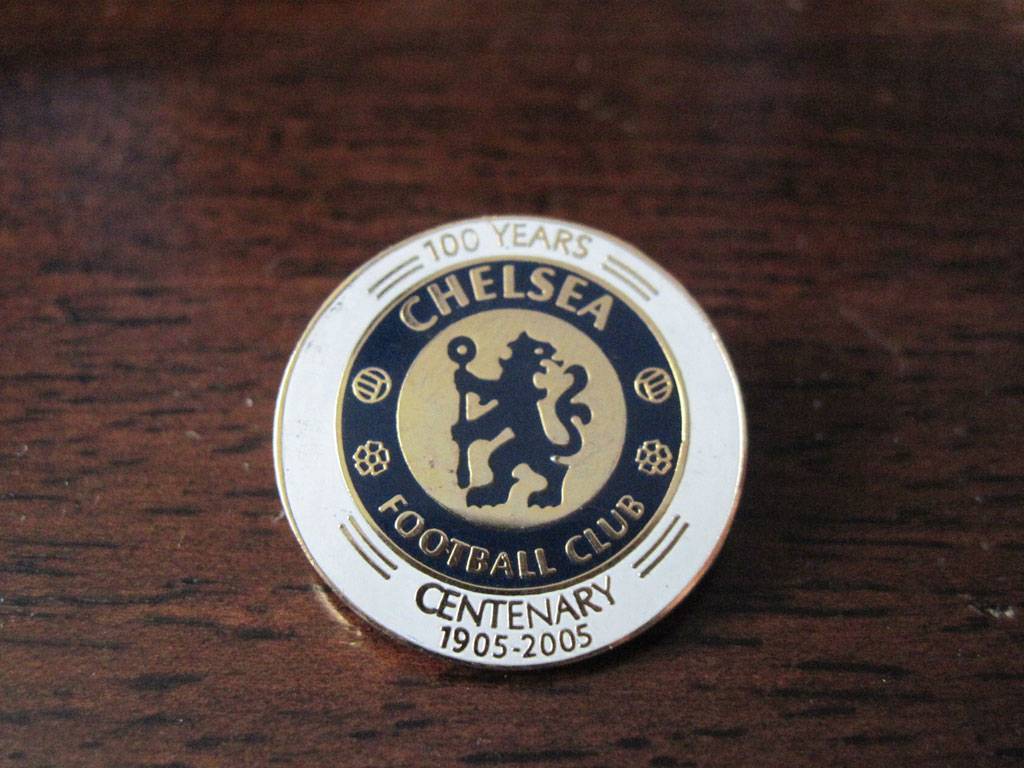 100 YEARS
CHELSEA
FOOTBALL CLUB
CENTENARY
1905-2005